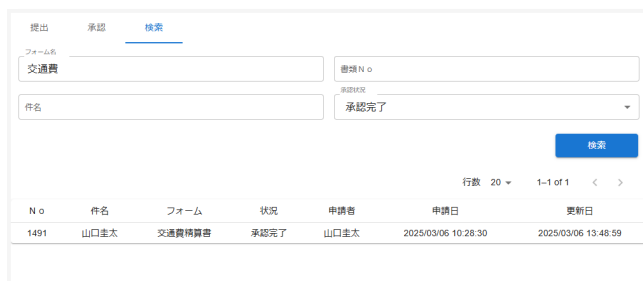 提出 承認 検索
フォーム名
交通費
書類No
件名
承認状況
承認完了
検索
行数 20 1–1 of 1
No 件名 フォーム 状況 申請者 申請日 更新日
1491 山口圭太 交通費精算書 承認完了 山口圭太 2025/03/06 10:28:30 2025/03/06 13:48:59